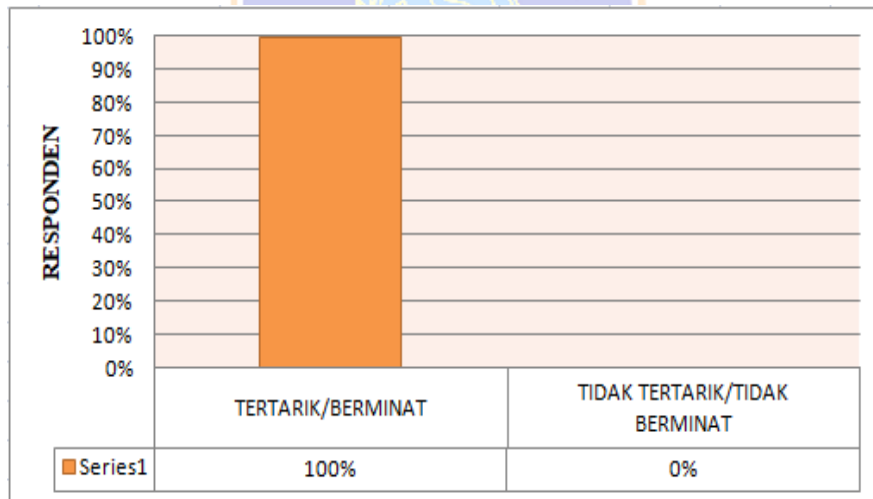 100%
90%
80%
70%
60%
50%
40%
30%
20%
10%
0%
RESPONDEN
TERTARIK/BERMINAT
TIDAK TERTARIK/TIDAK
BERMINAT
Series1
100%
0%